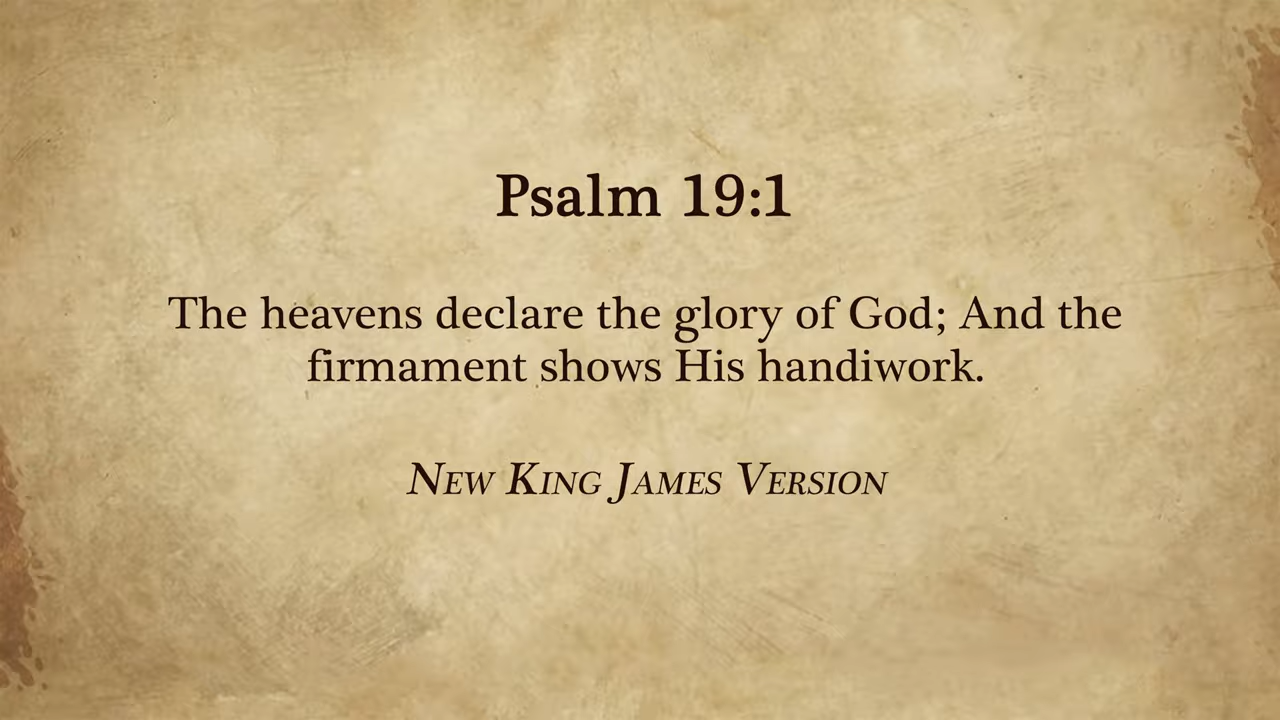 Psalm 19:1
The heavens declare the glory of God; And the
firmament shows His handiwork.
New King James Version